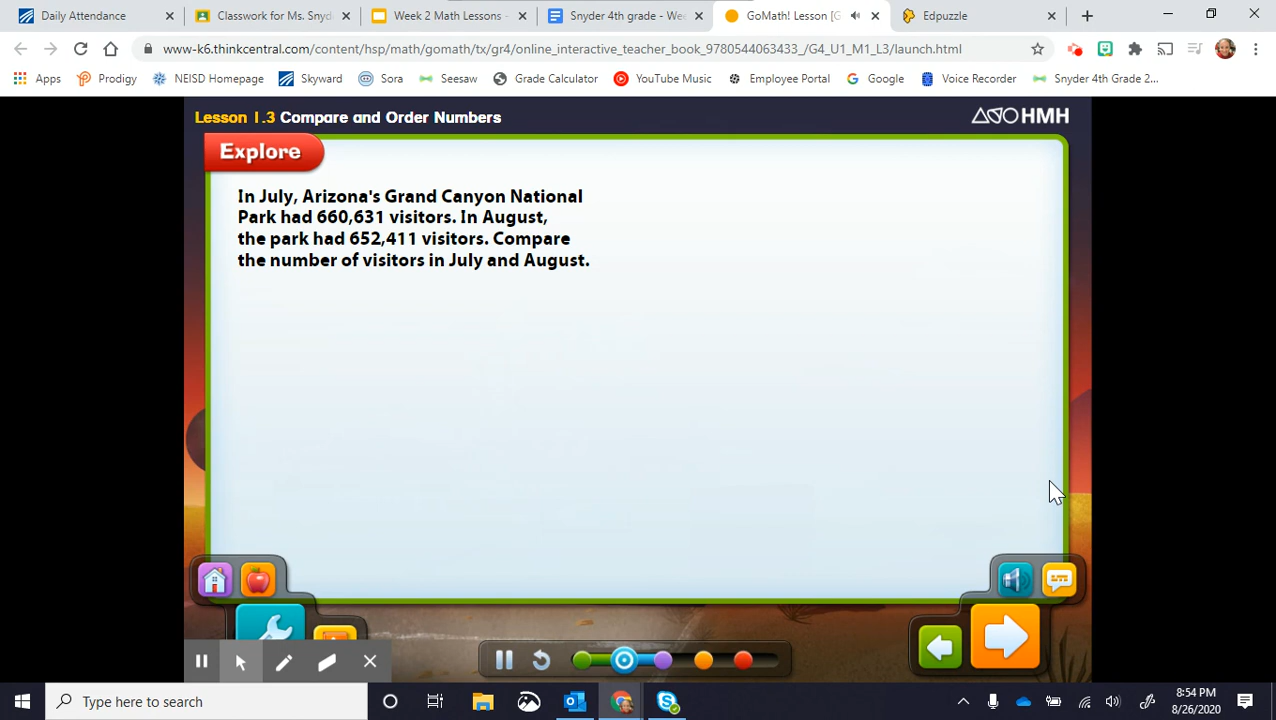 Daily Attendance
Classwork for Ms. Snyd
Week 2 Math Lessons -
Snyder 4th grade - Wee
GoMath! Lesson [G
Edpuzzle
www-k6.thinkcentral.com/content/hsp/math/gomath/tx/gr4/online_interactive_teacher_book_9780544063433_/G4_U1_M1_L3/launch.html
Apps
Prodigy
NEISD Homepage
Skyward
Sora
Seesaw
Grade Calculator
YouTube Music
Employee Portal
Google
Voice Recorder
Snyder 4th Grade 2...
Lesson 1.3 Compare and Order Numbers
HMH
Explore
In July, Arizona's Grand Canyon National
Park had 660,631 visitors. In August,
the park had 652,411 visitors. Compare
the number of visitors in July and August.
Type here to search
8:54 PM
8/26/2020